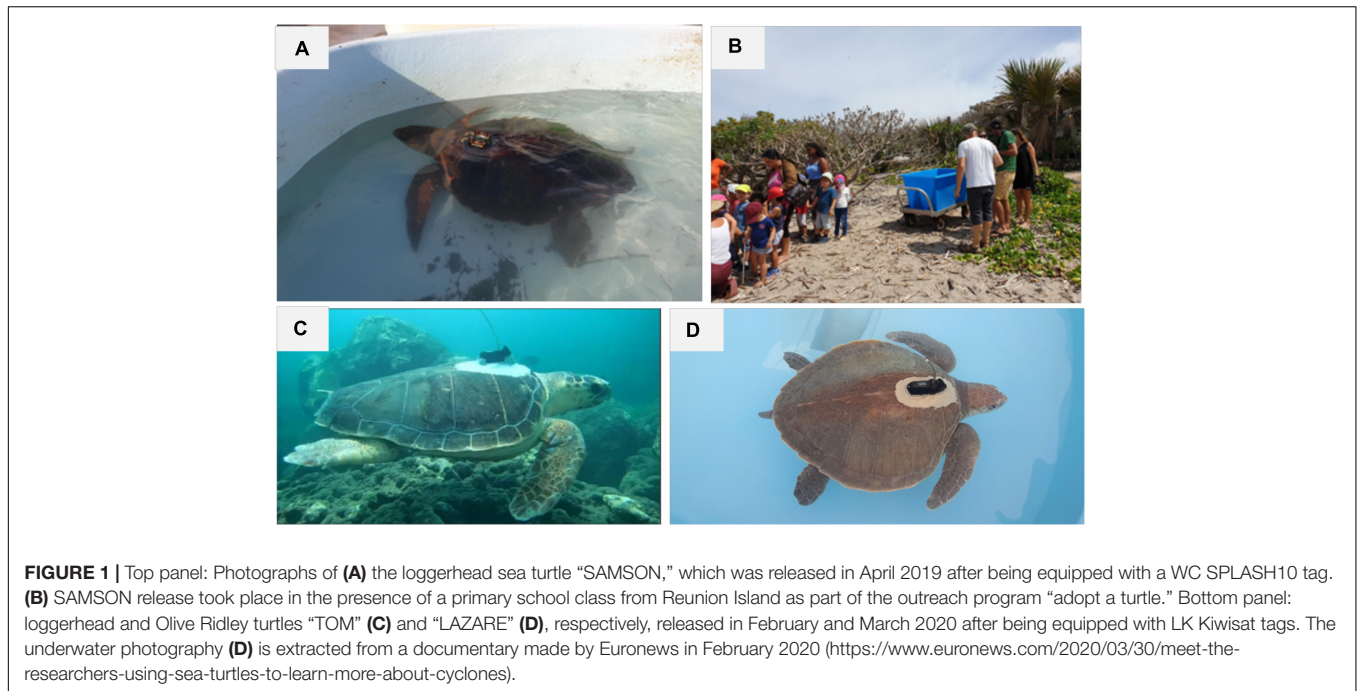 A
B
C
D
FIGURE 1 | Top panel: Photographs of (A) the loggerhead sea turtle “SAMSON,” which was released in April 2019 after being equipped with a WC SPLASH10 tag.
(B) SAMSON release took place in the presence of a primary school class from Reunion Island as part of the outreach program “adopt a turtle.” Bottom panel:
loggerhead and Olive Ridley turtles “TOM” (C) and “LAZARE” (D), respectively, released in February and March 2020 after being equipped with LK Kiwisat tags. The
underwater photography (D) is extracted from a documentary made by Euronews in February 2020 (https://www.euronews.com/2020/03/30/meet-the-
researchers-using-sea-turtles-to-learn-more-about-cyclones).